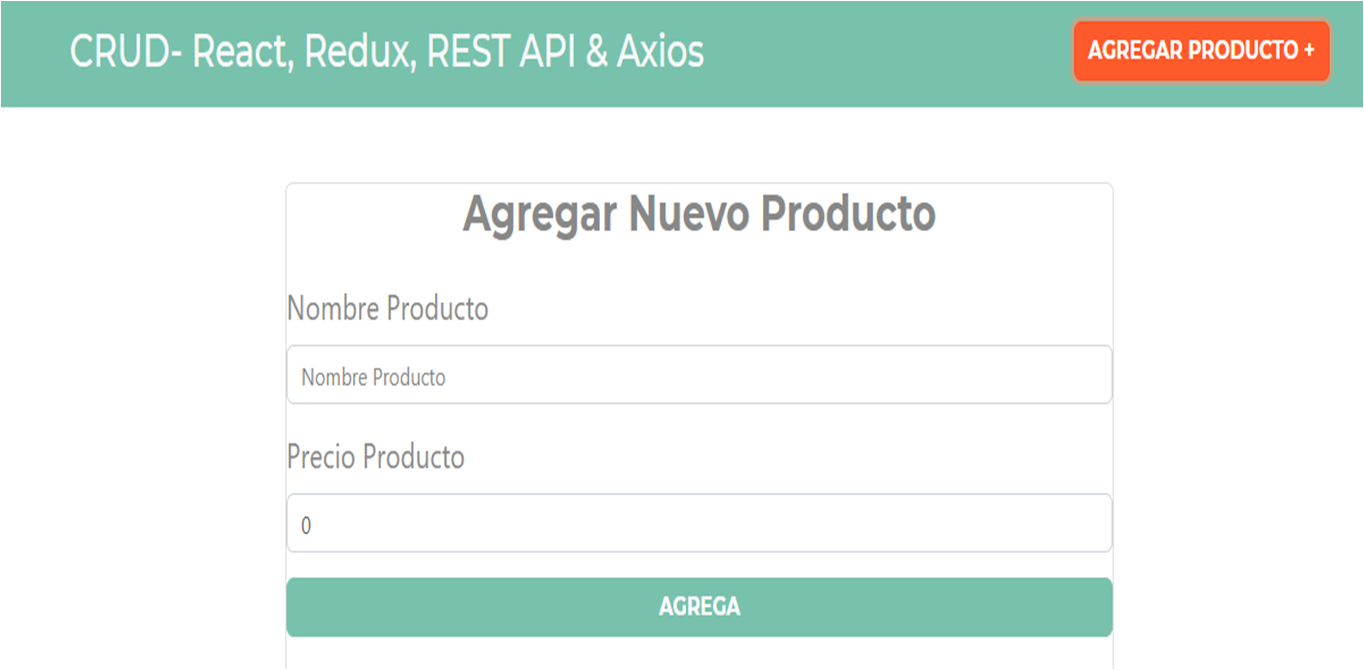 CRUD- React, Redux, REST API & Axios
AGREGAR PRODUCTO +
Agregar Nuevo Producto
Nombre Producto
Nombre Producto
Precio Producto
0
AGREGA